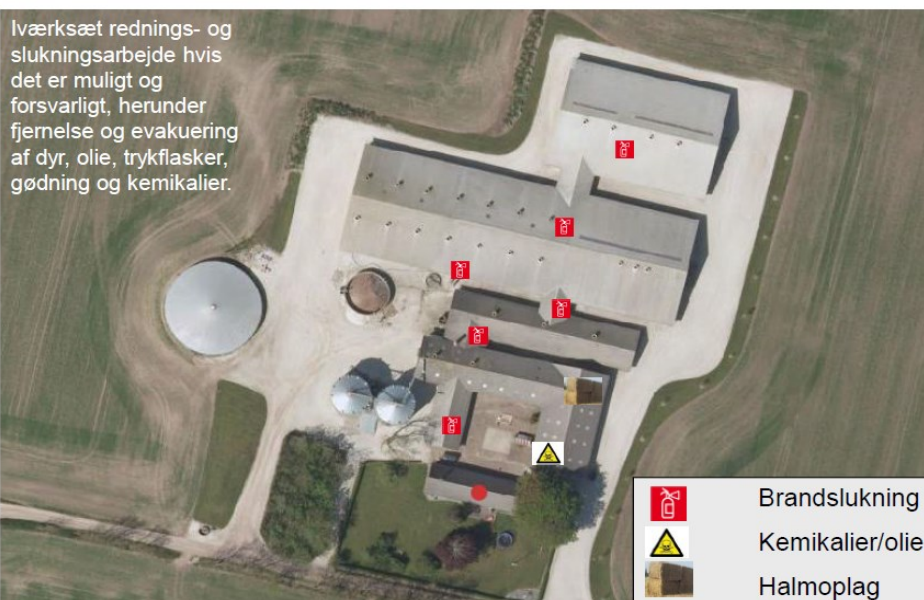 Iværksæt rednings- og
slukningsarbejde hvis
det er muligt og
forsvarligt, herunder
fjernelse og evakuering
af dyr, olie, trykflasker,
gødning og kemikalier.
Brandslukning
Kemikalier/olie
Halmoplag